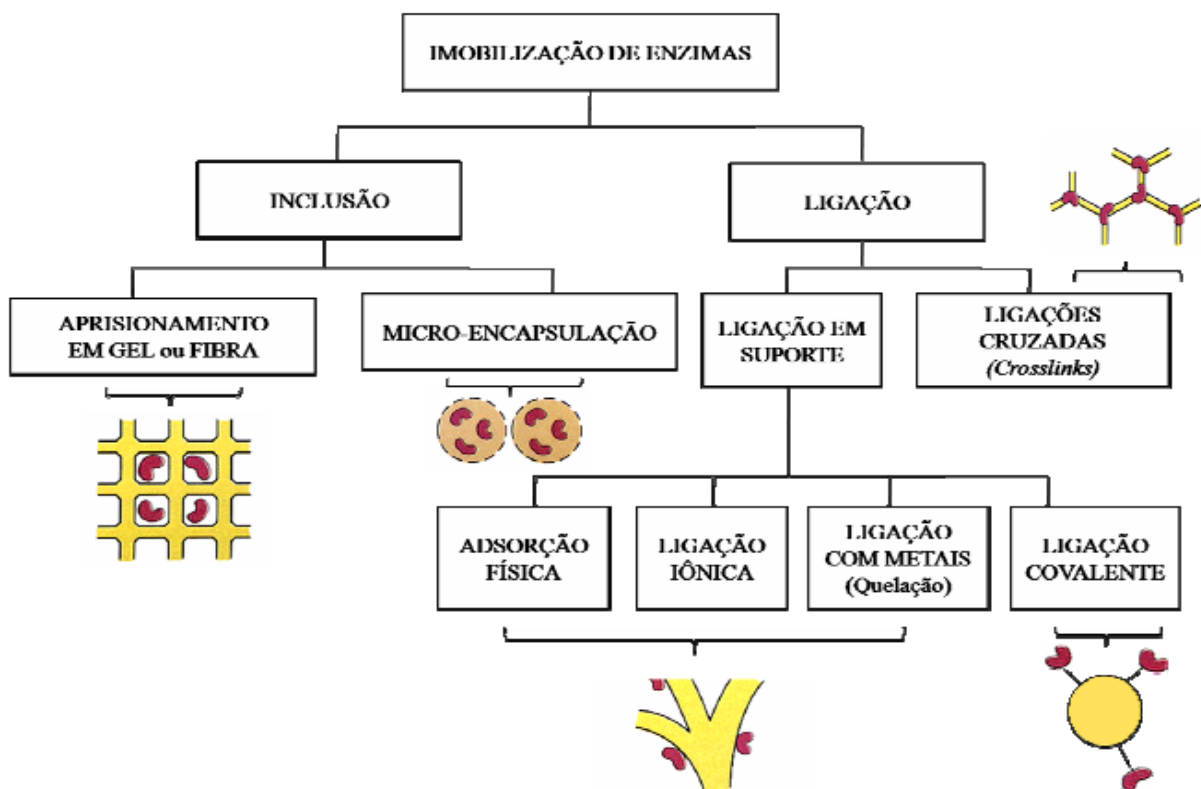 IMOBILIZAÇÃO DE ENZIMAS
INCLUSÃO
LIGAÇÃO
APRISIONAMENTO
EM GEL ou FIBRA
MICRO-ENCAPSULAÇÃO
LIGAÇÃO EM
SUPORTE
LIGAÇÕES
CRUZADAS
(Crosslinks)
ADSORÇÃO
FÍSICA
LIGAÇÃO
IÔNICA
LIGAÇÃO
COM METAIS
(Quelação)
LIGAÇÃO
COVALENTE